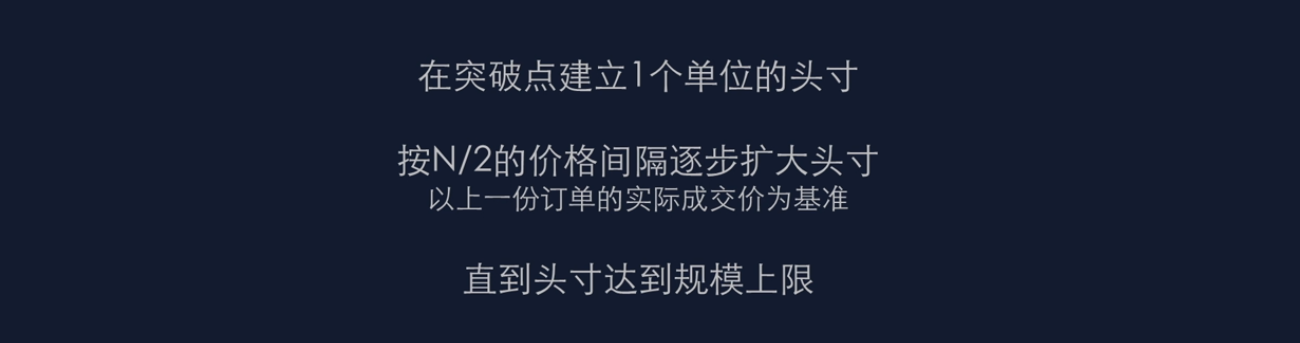 在突破点建立1个单位的头寸
按N/2的价格间隔逐步扩大头寸
以上一份订单的实际成交价为基准
直到头寸达到规模上限